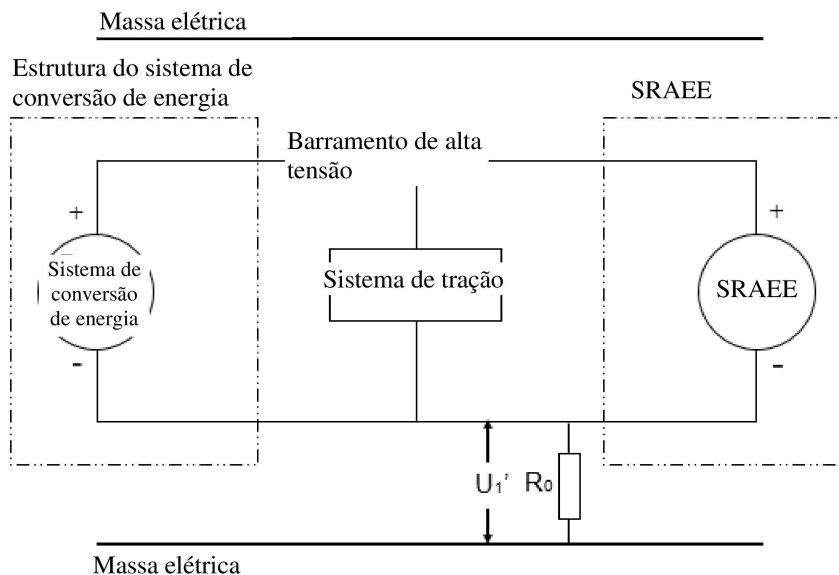 Massa elétrica
Estrutura do sistema de
conversão de energia
SRAEE
Barramento de alta
tensão
+
+
Sistema de
conversão
de energia
Sistema de tração
SRAEE
-
-
U₁’ R₀
Massa elétrica